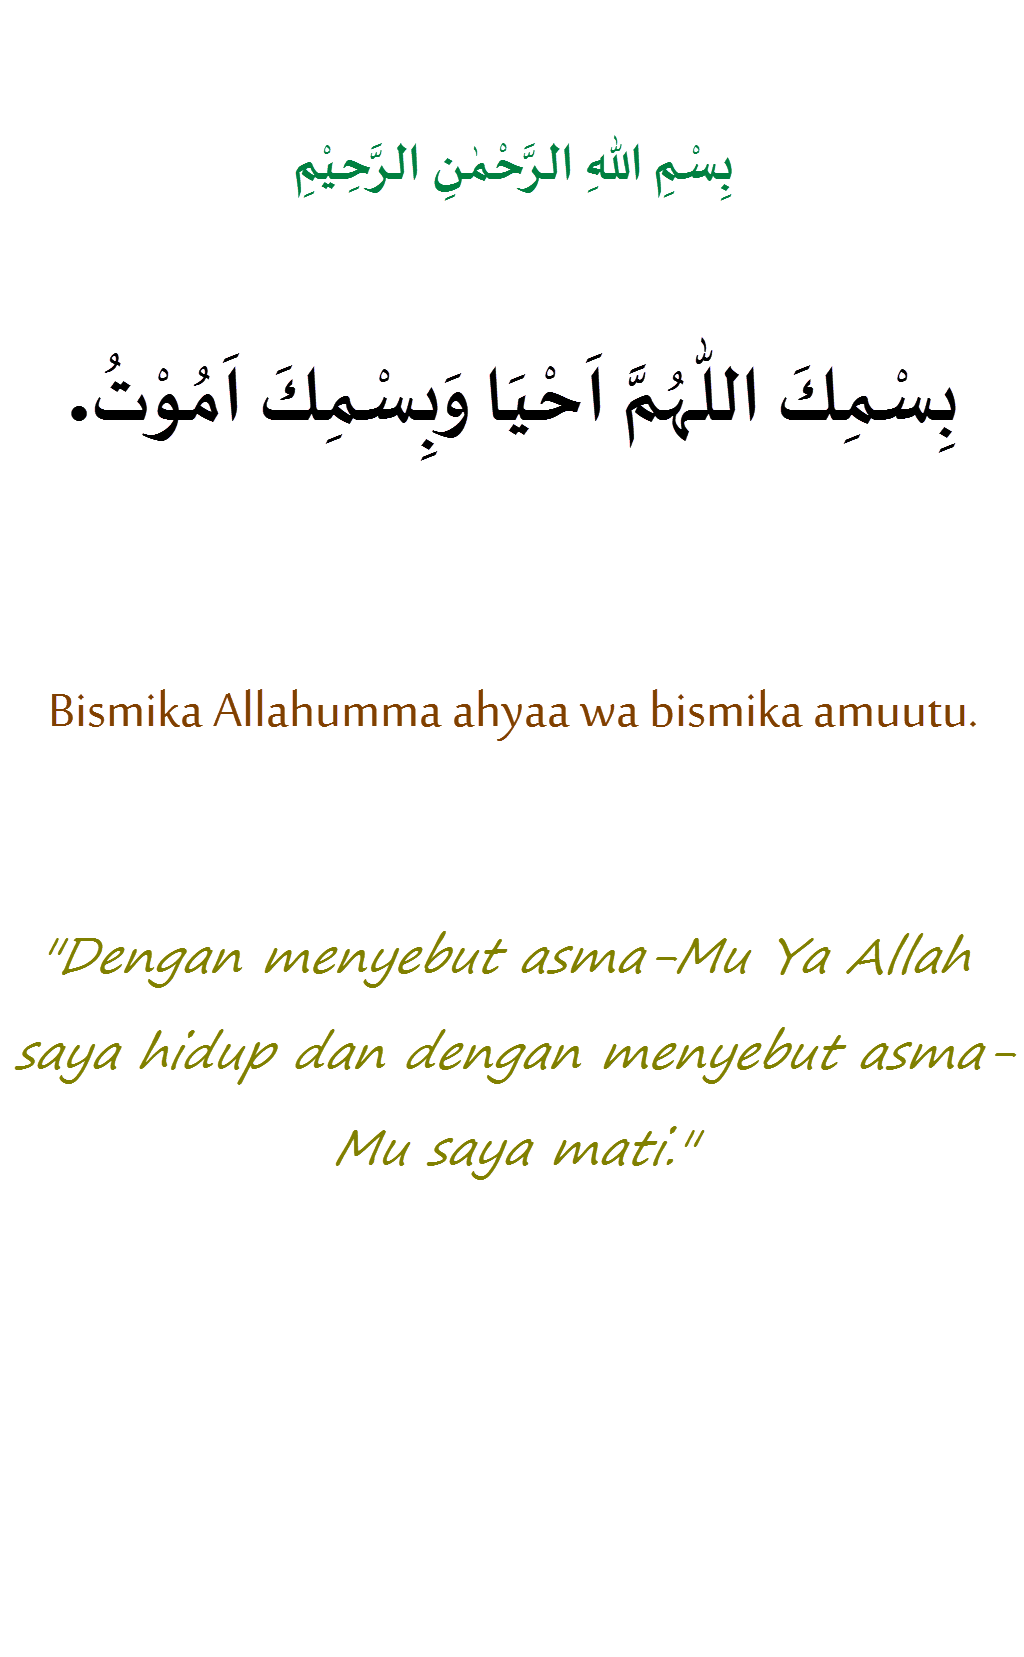 بِسْمِ اللهِ الرَّحْمٰنِ الرَّحِيْمِ
بِسْمِكَ اللّٰهُمَّ اَحْيَا وَبِسْمِكَ اَمُوْتُ.
Bismika Allahumma ahyaa wa bismika amuutu.
"Dengan menyebut asma-Mu Ya Allah
saya hidup dan dengan menyebut asma-
Mu saya mati."